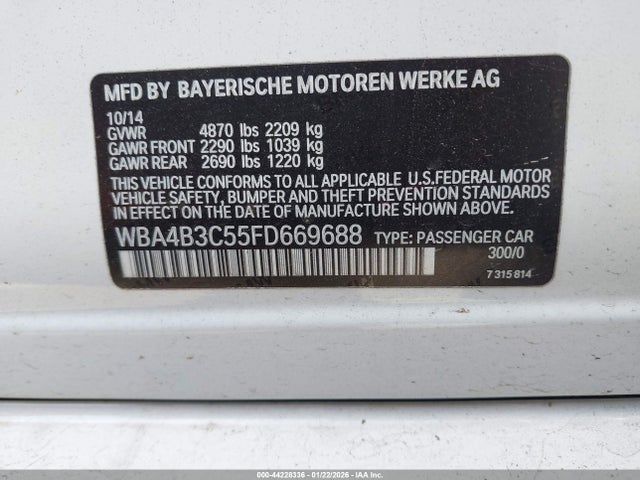 MFD BY BAYERISCHE MOTOREN WERKE AG
10/14
GVWR 4870 lbs 2209 kg
GAWR FRONT 2290 lbs 1039 kg
GAWR REAR 2690 lbs 1220 kg
THIS VEHICLE CONFORMS TO ALL APPLICABLE U.S.FEDERAL MOTOR
VEHICLE SAFETY, BUMPER AND THEFT PREVENTION STANDARDS
IN EFFECT ON THE DATE OF MANUFACTURE SHOWN ABOVE.
WBA4B3C55FD669688 TYPE: PASSENGER CAR
300/0
7 315 814
000-44228336 - 01/22/2026 - IAA Inc.